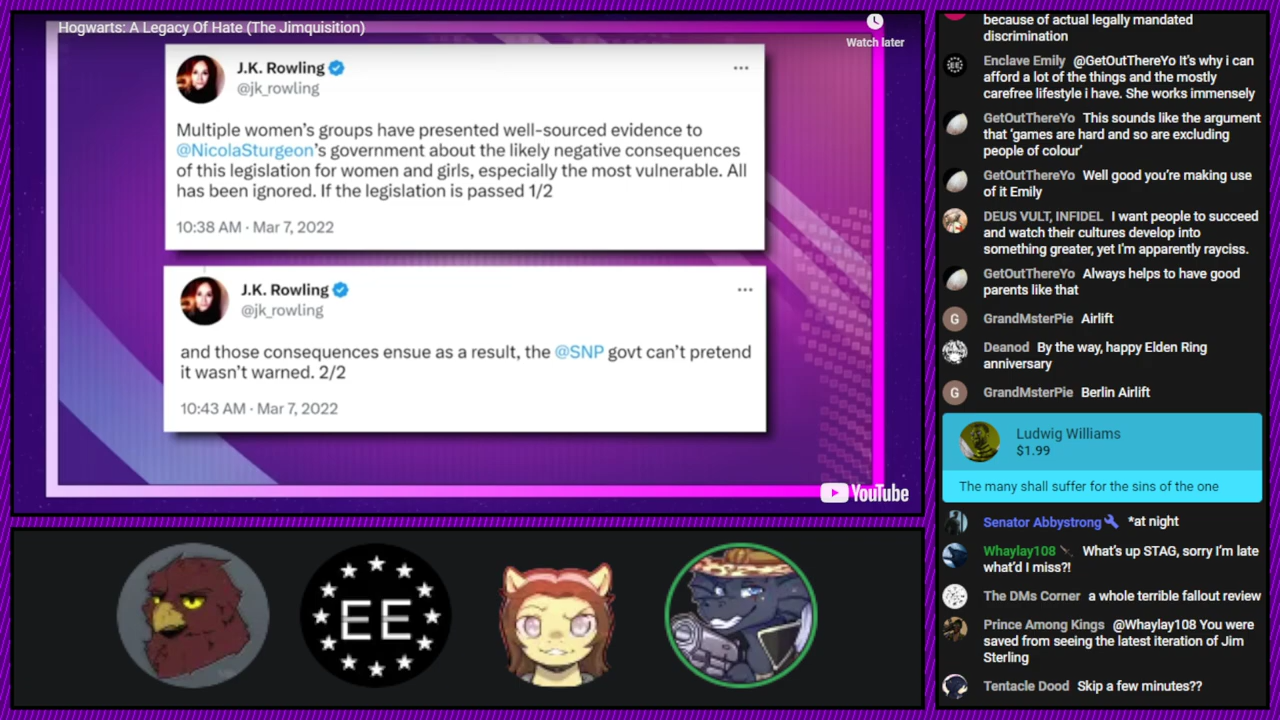 Hogwarts: A Legacy Of Hate (The Jimquisition)
Watch later
J.K. Rowling
@jk_rowling
Multiple women's groups have presented well-sourced evidence to
@NicolaSturgeon's government about the likely negative consequences
of this legislation for women and girls, especially the most vulnerable. All
has been ignored. If the legislation is passed 1/2
10:38 AM · Mar 7, 2022
J.K. Rowling
@jk_rowling
and those consequences ensue as a result, the @SNP govt can't pretend
it wasn't warned. 2/2
10:43 AM · Mar 7, 2022
YouTube
EE
because of actual legally mandated
discrimination
Enclave Emily @GetOutThereYo It's why i can
afford a lot of the things and the mostly
carefree lifestyle i have. She works immensely
GetOutThereYo This sounds like the argument
that 'games are hard and so are excluding
people of colour'
GetOutThereYo Well good you're making use
of it Emily
DEUS VULT, INFIDEL I want people to succeed
and watch their cultures develop into
something greater, yet I'm apparently rayciss.
GetOutThereYo Always helps to have good
parents like that
G GrandMsterPie Airlift
Deanod By the way, happy Elden Ring
anniversary
G GrandMsterPie Berlin Airlift
Ludwig Williams
$1.99
The many shall suffer for the sins of the one
Senator Abbystrong *at night
Whaylay108 What's up STAG, sorry I'm late
what'd I miss?!
The DMs Corner a whole terrible fallout review
Prince Among Kings @Whaylay108 You were
saved from seeing the latest iteration of Jim
Sterling
Tentacle Dood Skip a few minutes??